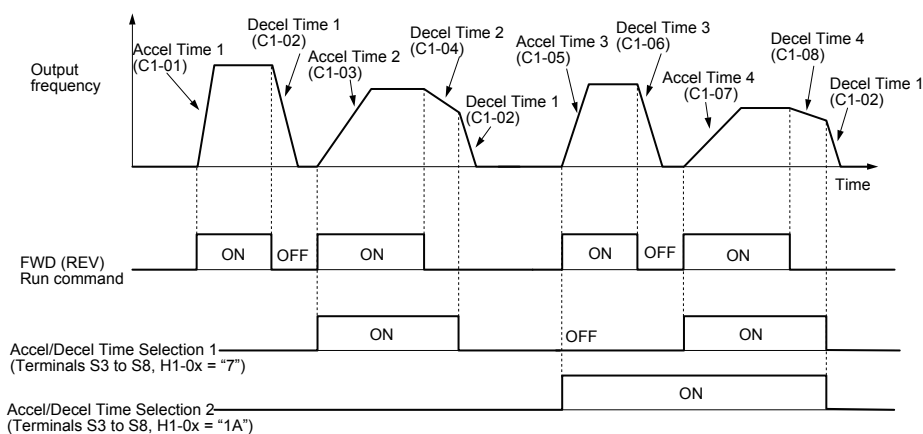 Output
frequency
Accel Time 1
(C1-01)
Decel Time 1
(C1-02)
Accel Time 2
(C1-03)
Decel Time 2
(C1-04)
Decel Time 1
(C1-02)
Accel Time 3
(C1-05)
Decel Time 3
(C1-06)
Accel Time 4
(C1-07)
Decel Time 4
(C1-08)
Decel Time 1
(C1-02)
Time
FWD (REV)
Run command
ON
OFF
ON
ON
OFF
ON
Accel/Decel Time Selection 1
(Terminals S3 to S8, H1-0x = “7”)
ON
OFF
ON
Accel/Decel Time Selection 2
(Terminals S3 to S8, H1-0x = “1A”)
ON